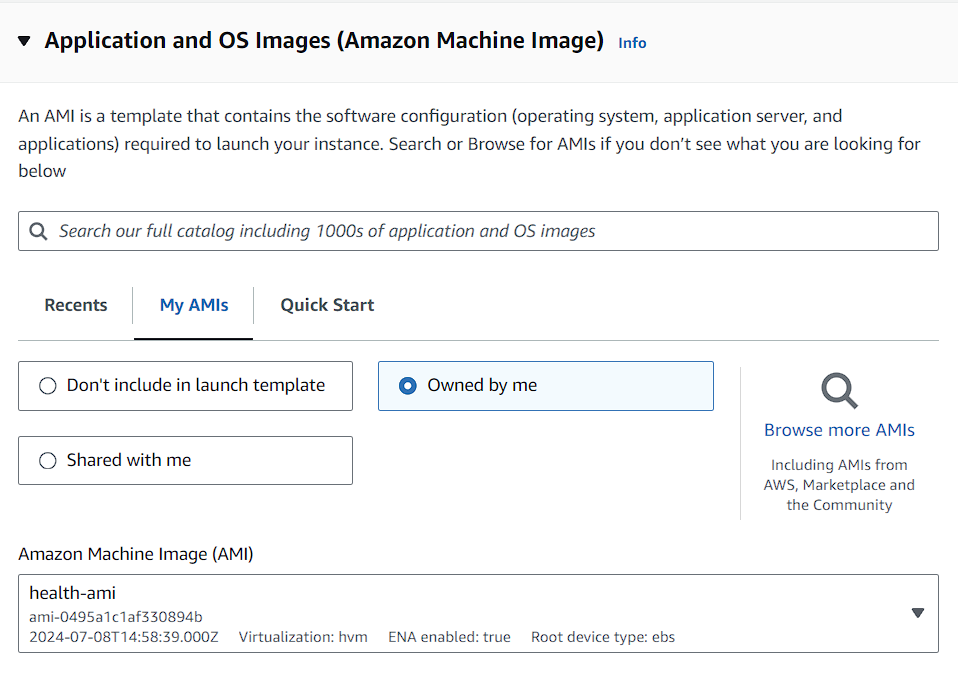 Application and OS Images (Amazon Machine Image) Info
An AMI is a template that contains the software configuration (operating system, application server, and
applications) required to launch your instance. Search or Browse for AMIs if you don’t see what you are looking for
below
Search our full catalog including 1000s of application and OS images
Recents
My AMIs
Quick Start
Don't include in launch template
Owned by me
Shared with me
Browse more AMIs
Including AMIs from
AWS, Marketplace and
the Community
Amazon Machine Image (AMI)
health-ami
ami-0495a1c1af330894b
2024-07-08T14:58:39.000Z Virtualization: hvm ENA enabled: true Root device type: ebs